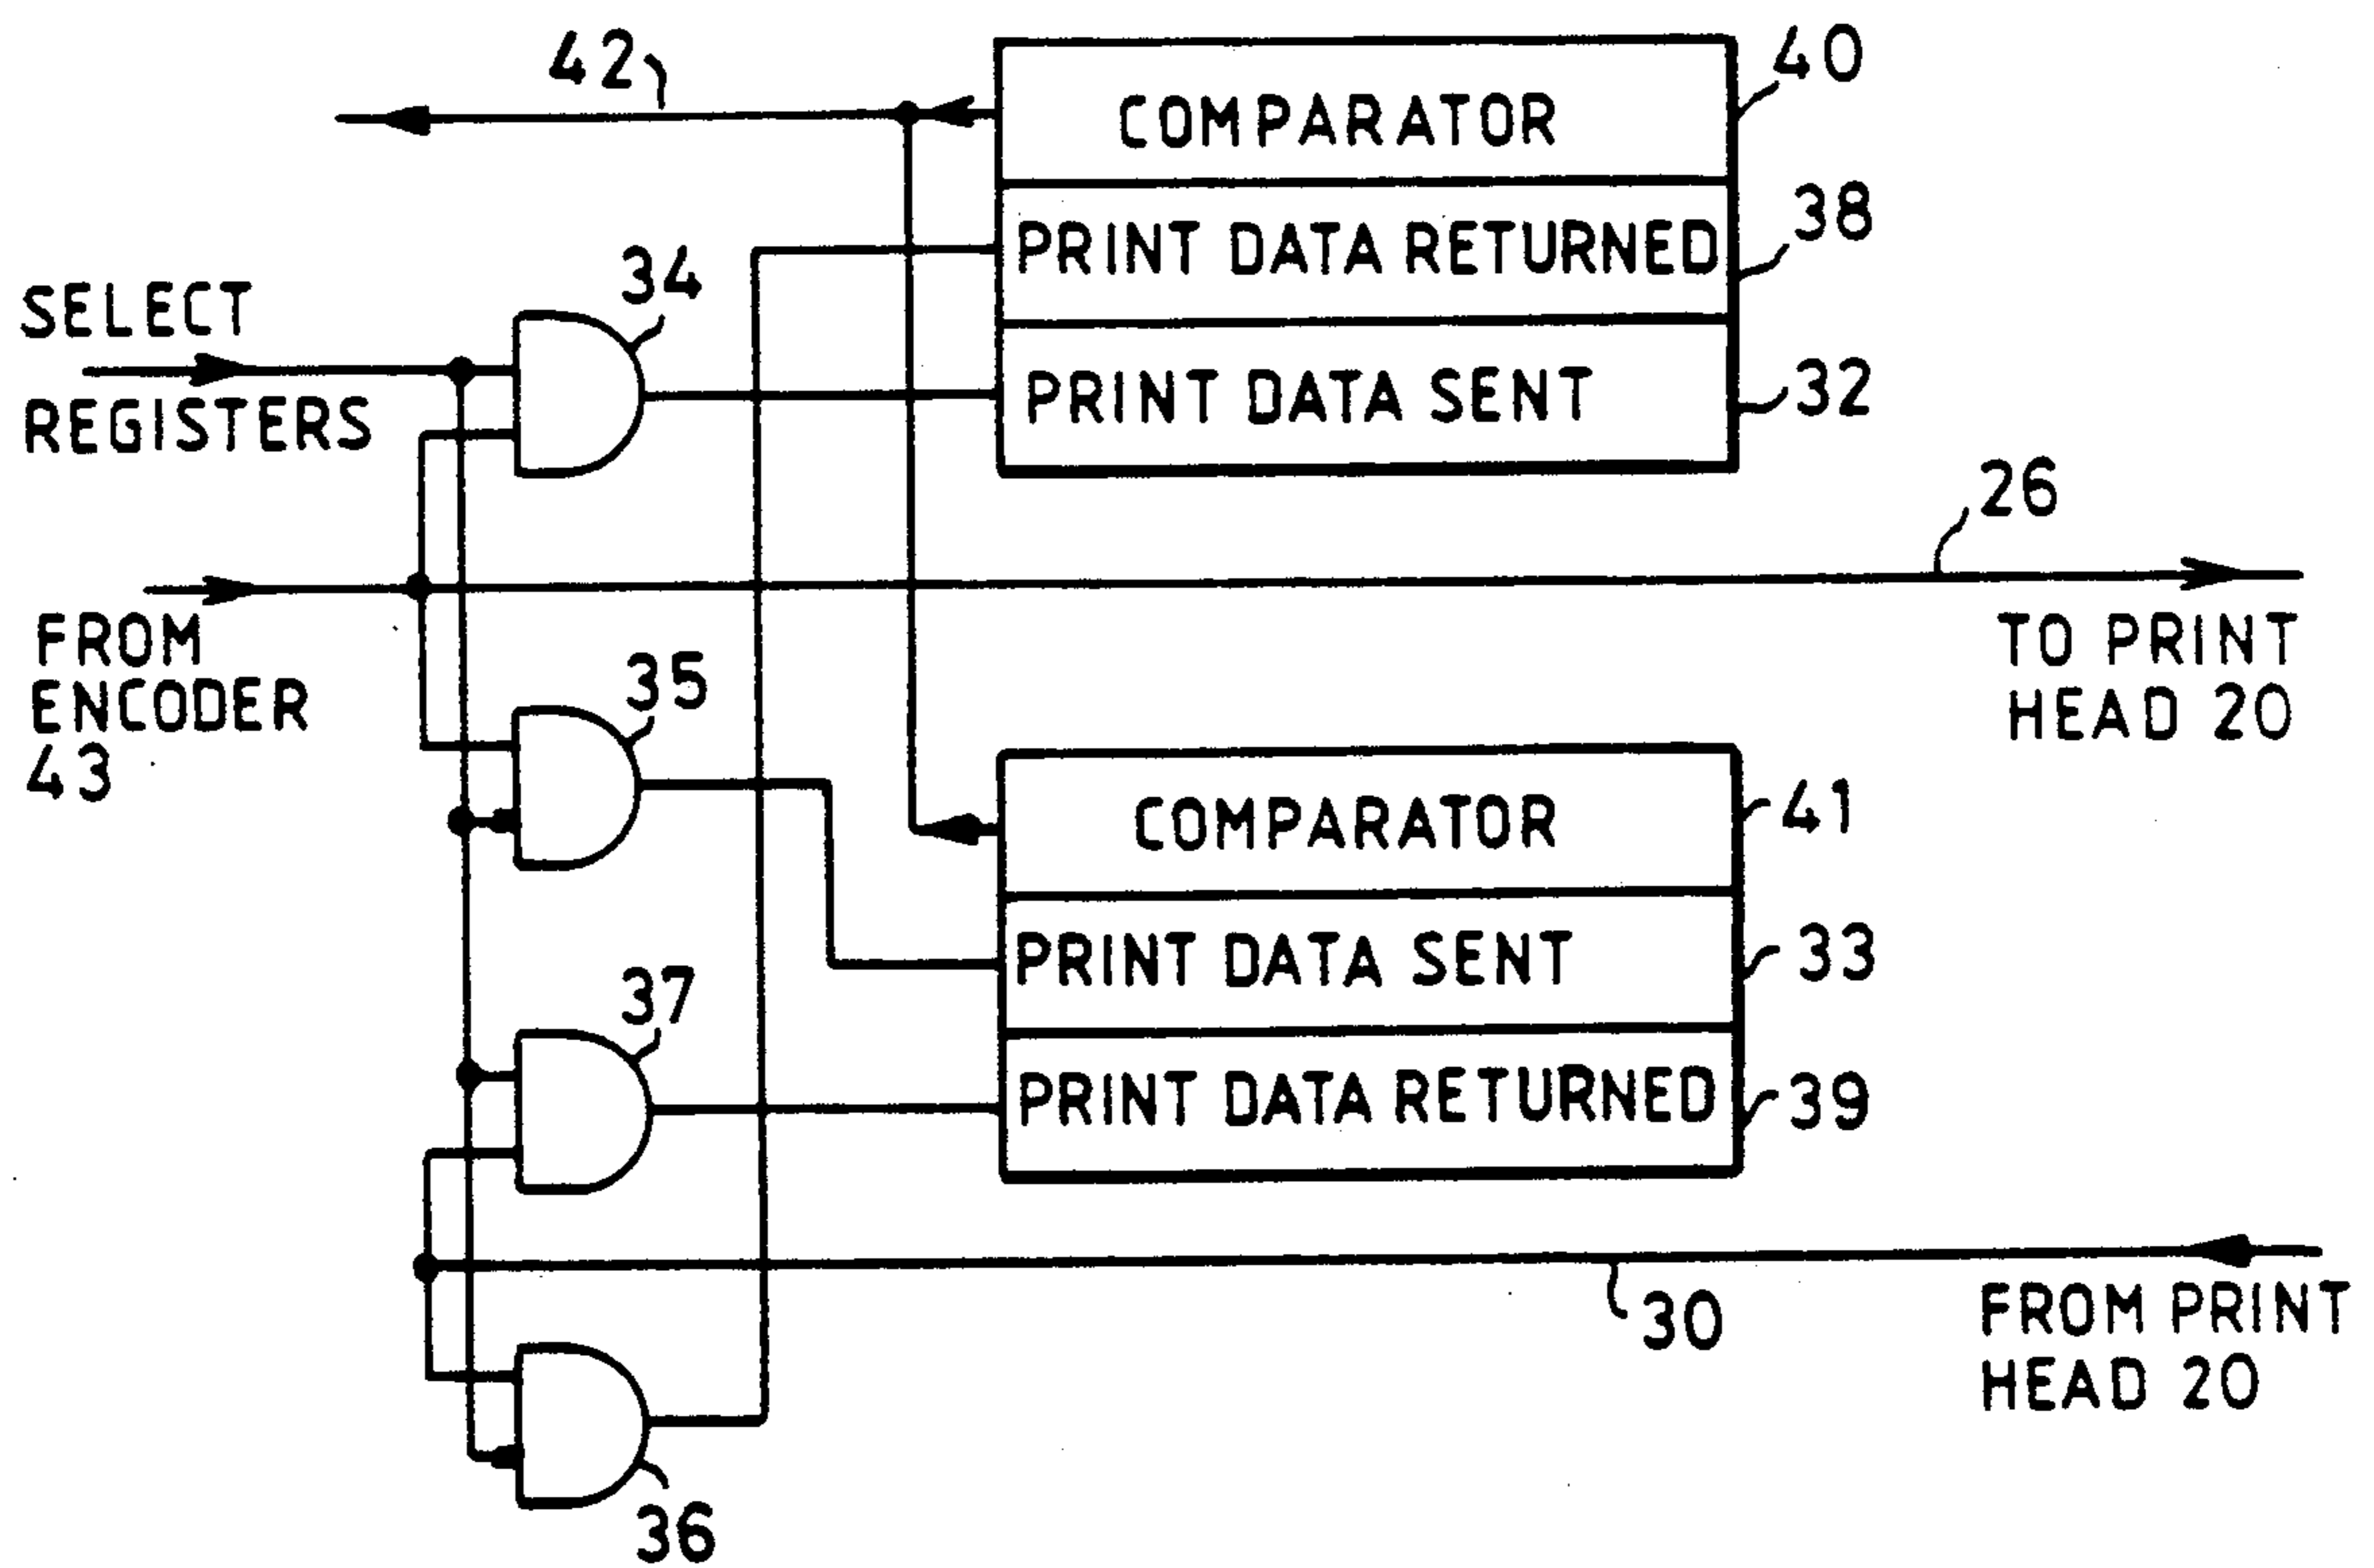 42
COMPARATOR
40
PRINT DATA RETURNED
38
34
SELECT
REGISTERS
PRINT DATA SENT
32
26
FROM
ENCODER
43
TO PRINT
HEAD 20
35
COMPARATOR
41
PRINT DATA SENT
33
37
PRINT DATA RETURNED
39
30
FROM PRINT
HEAD 20
36